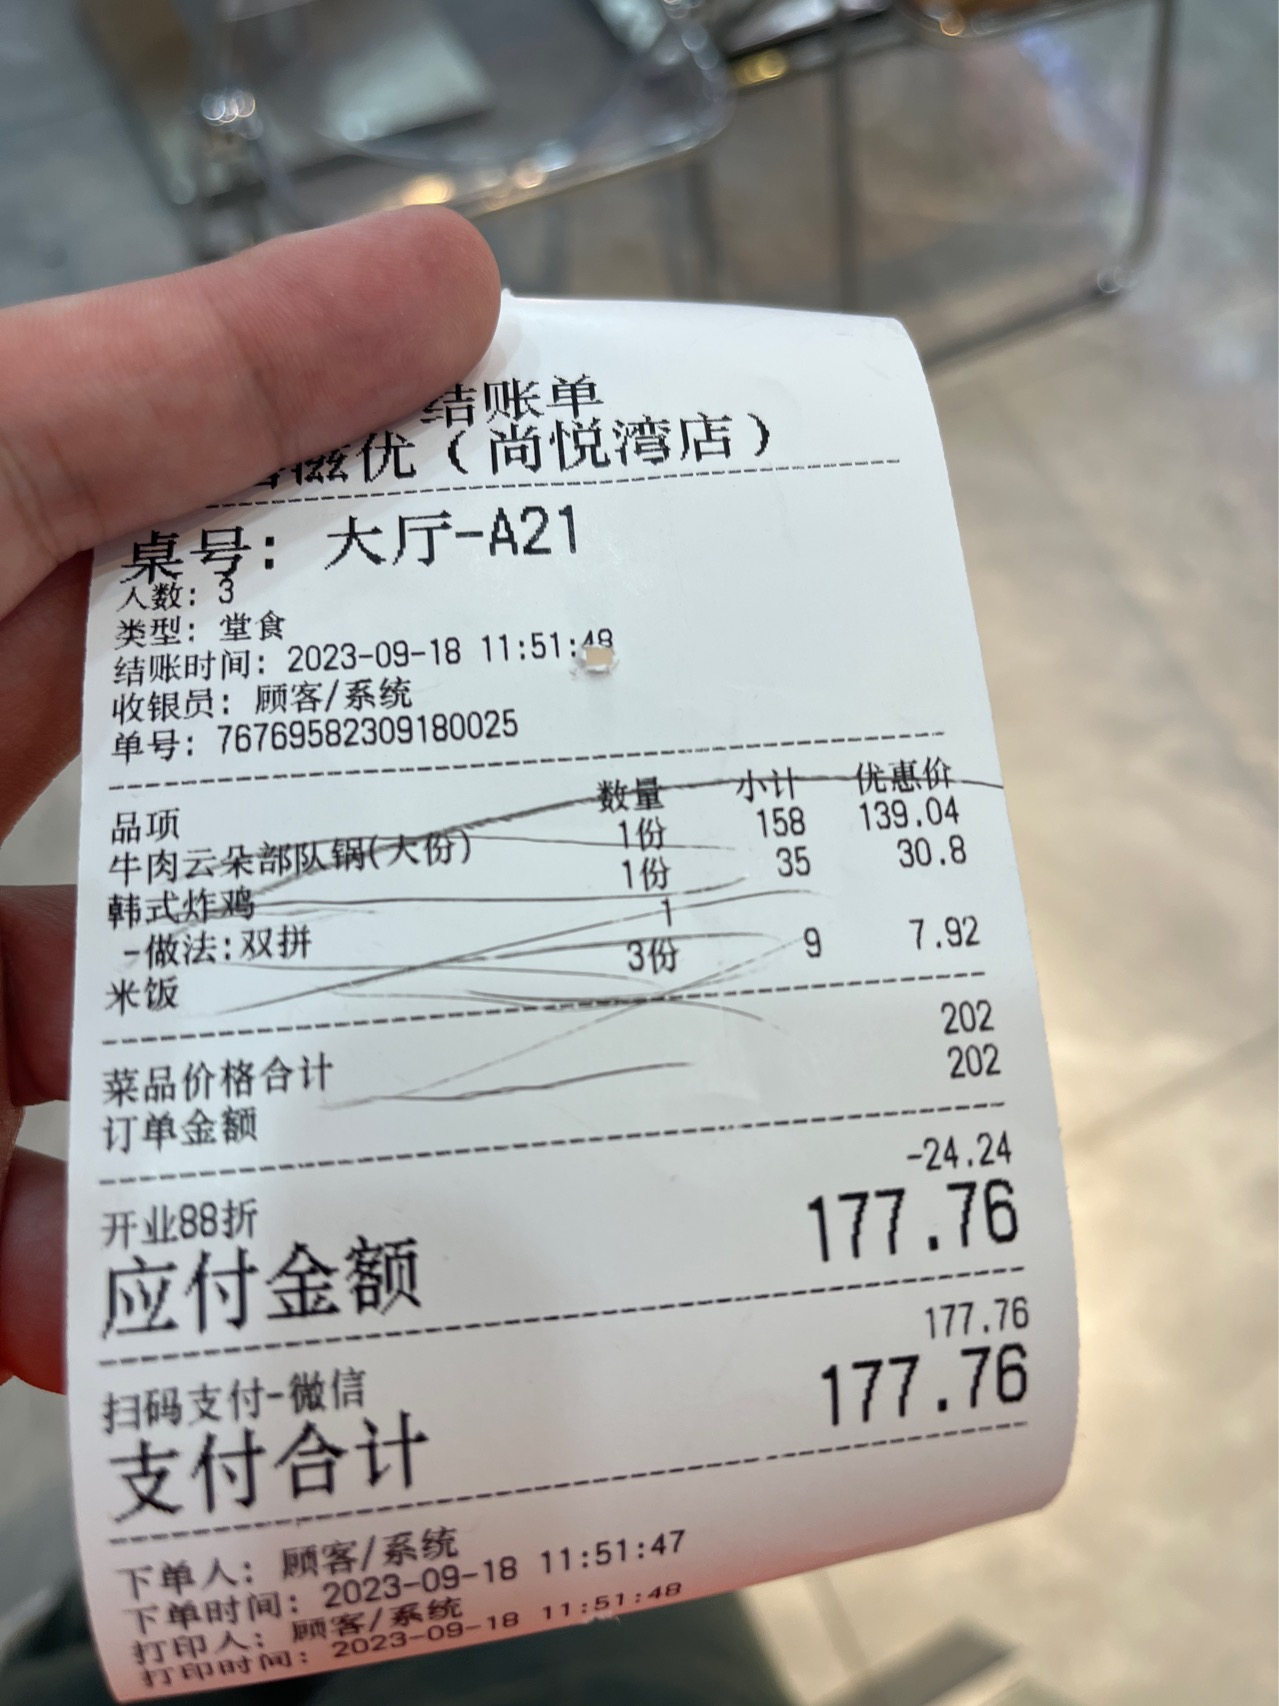 结账单
滋优（尚悦湾店）
桌号：大厅-A21
人数：3
类型：堂食
结账时间：2023-09-18 11:51:48
收银员：顾客/系统
单号：76769582309180025
品项 数量 小计 优惠价
牛肉云朵部队锅(大份) 1份 158 139.04
韩式炸鸡 1份 35 30.8
-做法:双拼 1
米饭 3份 9 7.92
菜品价格合计 202
订单金额 202
开业88折 -24.24
应付金额 177.76
扫码支付-微信 177.76
支付合计 177.76
下单人：顾客/系统
下单时间：2023-09-18 11:51:47
打印人：顾客/系统
打印时间：2023-09-18 11:51:48